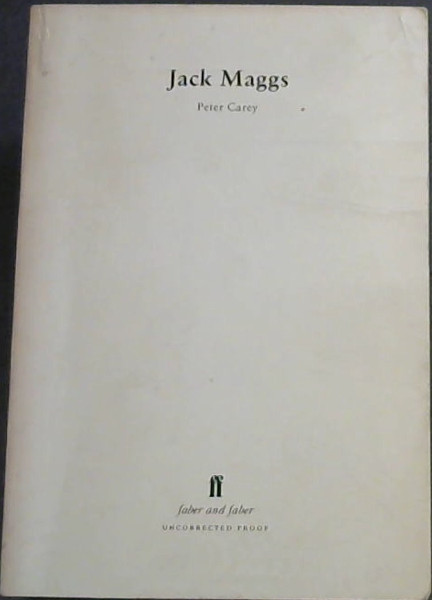 Jack Maggs
Peter Carey
ff
faber and faber
UNCORRECTED PROOF